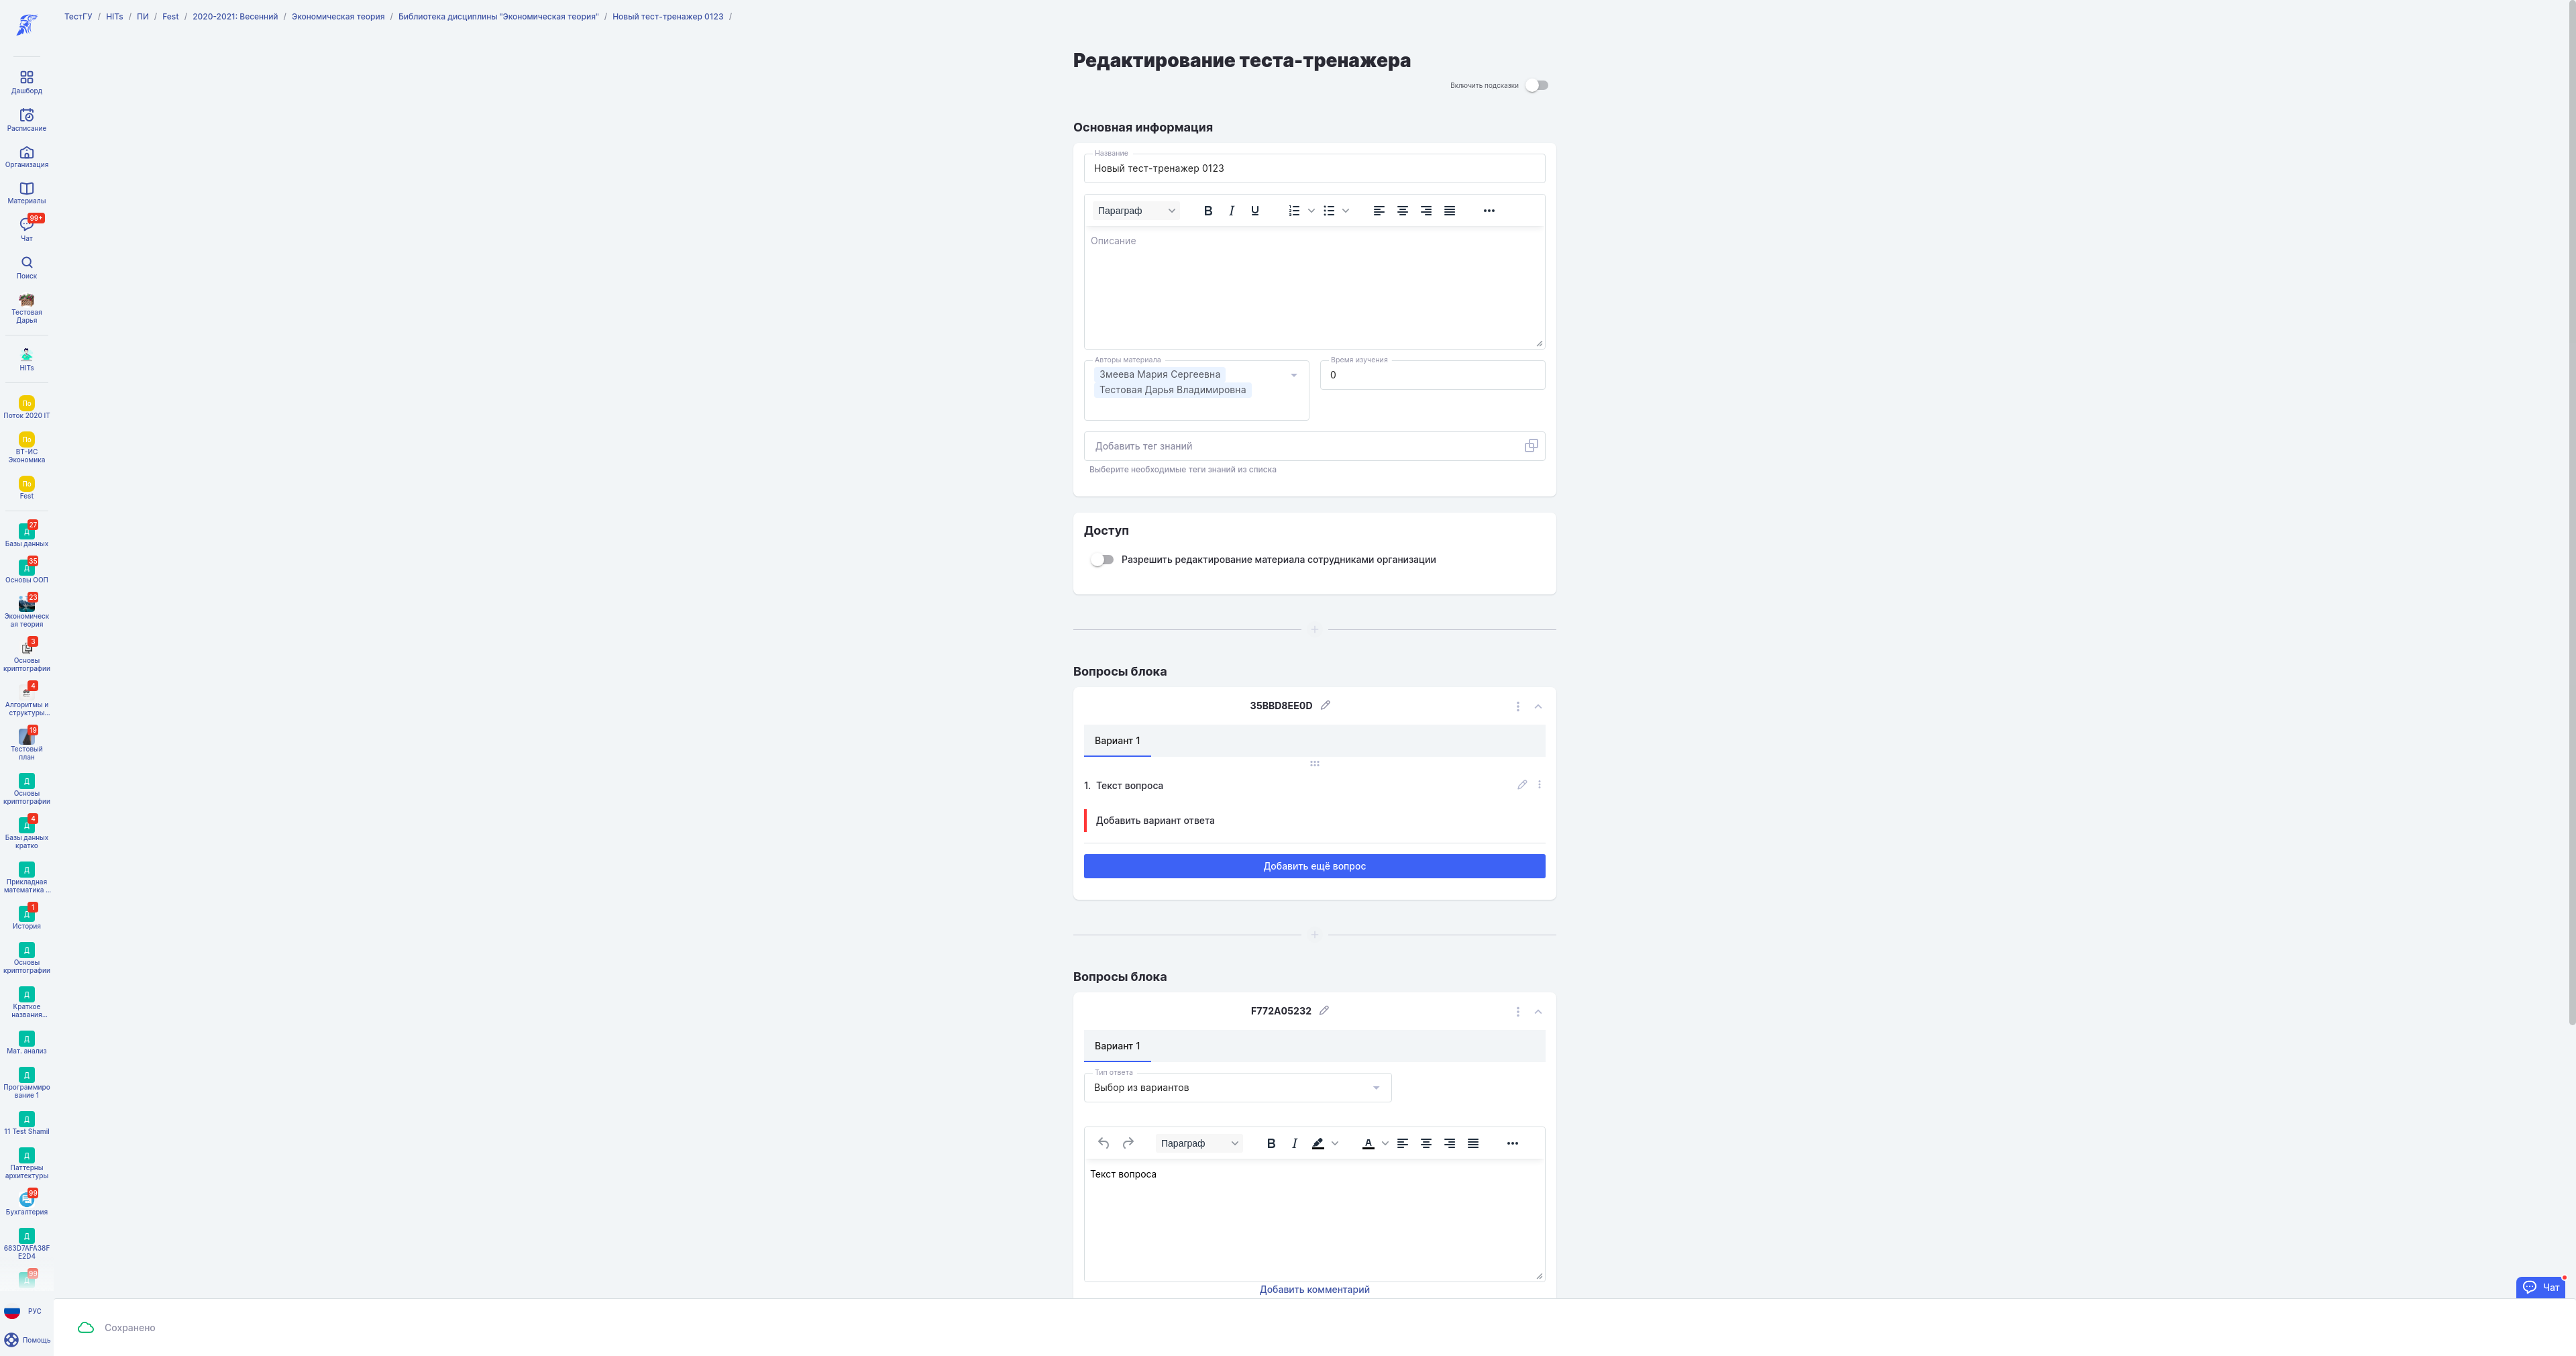 ТестГУ / HITs / ПИ / Fest / 2020-2021: Весенний / Экономическая теория / Библиотека дисциплины "Экономическая теория" / Новый тест-тренажер 0123 /
Дашборд
Расписание
Организация
Материалы
99+
Чат
Поиск
Тестовая
Дарья
HITs
По
Поток 2020 IT
По
ВТ-ИС
Экономика
По
Fest
27
Д
Базы данных
35
Д
Основы ООП
23
Экономическ
ая теория
3
Основы
криптографии
4
Алгоритмы и
структуры...
19
Тестовый
план
Д
Основы
криптографии
4
Д
Базы данных
кратко
Д
Прикладная
математика ...
1
Д
История
Д
Основы
криптографии
Д
Краткое
названия...
Д
Мат. анализ
Д
Программиро
вание 1
Д
11 Test Shamil
Д
Паттерны
архитектуры
99
Бухгалтерия
Д
683D7AFA38F
E2D4
99
Д
РУС
Помощь
Редактирование теста-тренажера
Включить подсказки
Основная информация
Название
Новый тест-тренажер 0123
Параграф B I U
Описание
Авторы материала
Змеева Мария Сергеевна
Тестовая Дарья Владимировна
Время изучения
0
Добавить тег знаний
Выберите необходимые теги знаний из списка
Доступ
Разрешить редактирование материала сотрудниками организации
Вопросы блока
35BBD8EE0D
Вариант 1
1. Текст вопроса
Добавить вариант ответа
Добавить ещё вопрос
Вопросы блока
F772A05232
Вариант 1
Тип ответа
Выбор из вариантов
Параграф B I A
Текст вопроса
Добавить комментарий
Чат
Сохранено